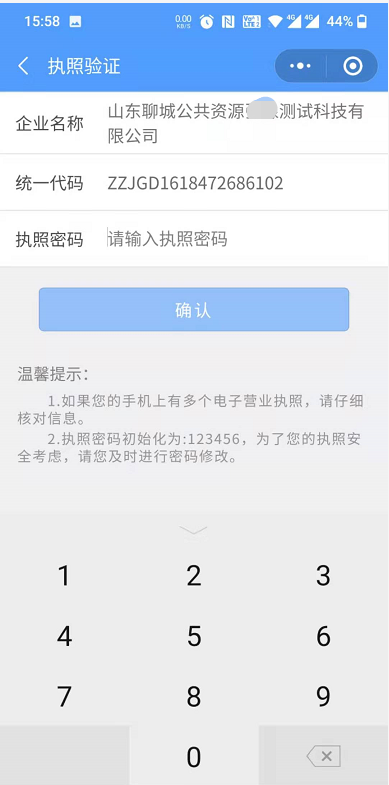 15:58
0.00
KB/S
4G
4G
44%
执照验证
企业名称
山东聊城公共资源
测试科技有
限公司
统一代码
ZZJGD1618472686102
执照密码
请输入执照密码
确认
温馨提示：
1.如果您的手机上有多个电子营业执照，请仔细
核对信息。
2.执照密码初始化为:123456，为了您的执照安
全考虑，请您及时进行密码修改。
1
2
3
4
5
6
7
8
9
0